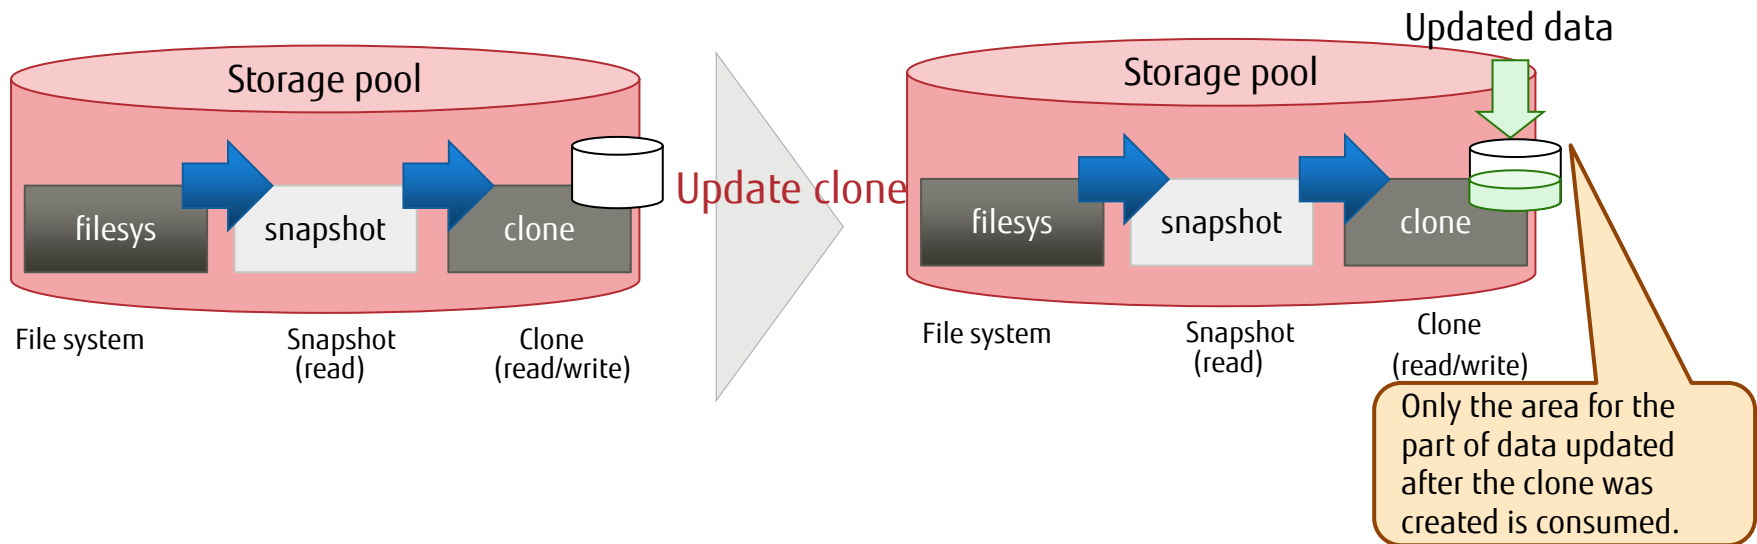 Storage pool
filesys
snapshot
clone
File system
Snapshot
(read)
Clone
(read/write)
Update clone
Updated data
Storage pool
filesys
snapshot
clone
File system
Snapshot
(read)
Clone
(read/write)
Only the area for the
part of data updated
after the clone was
created is consumed.